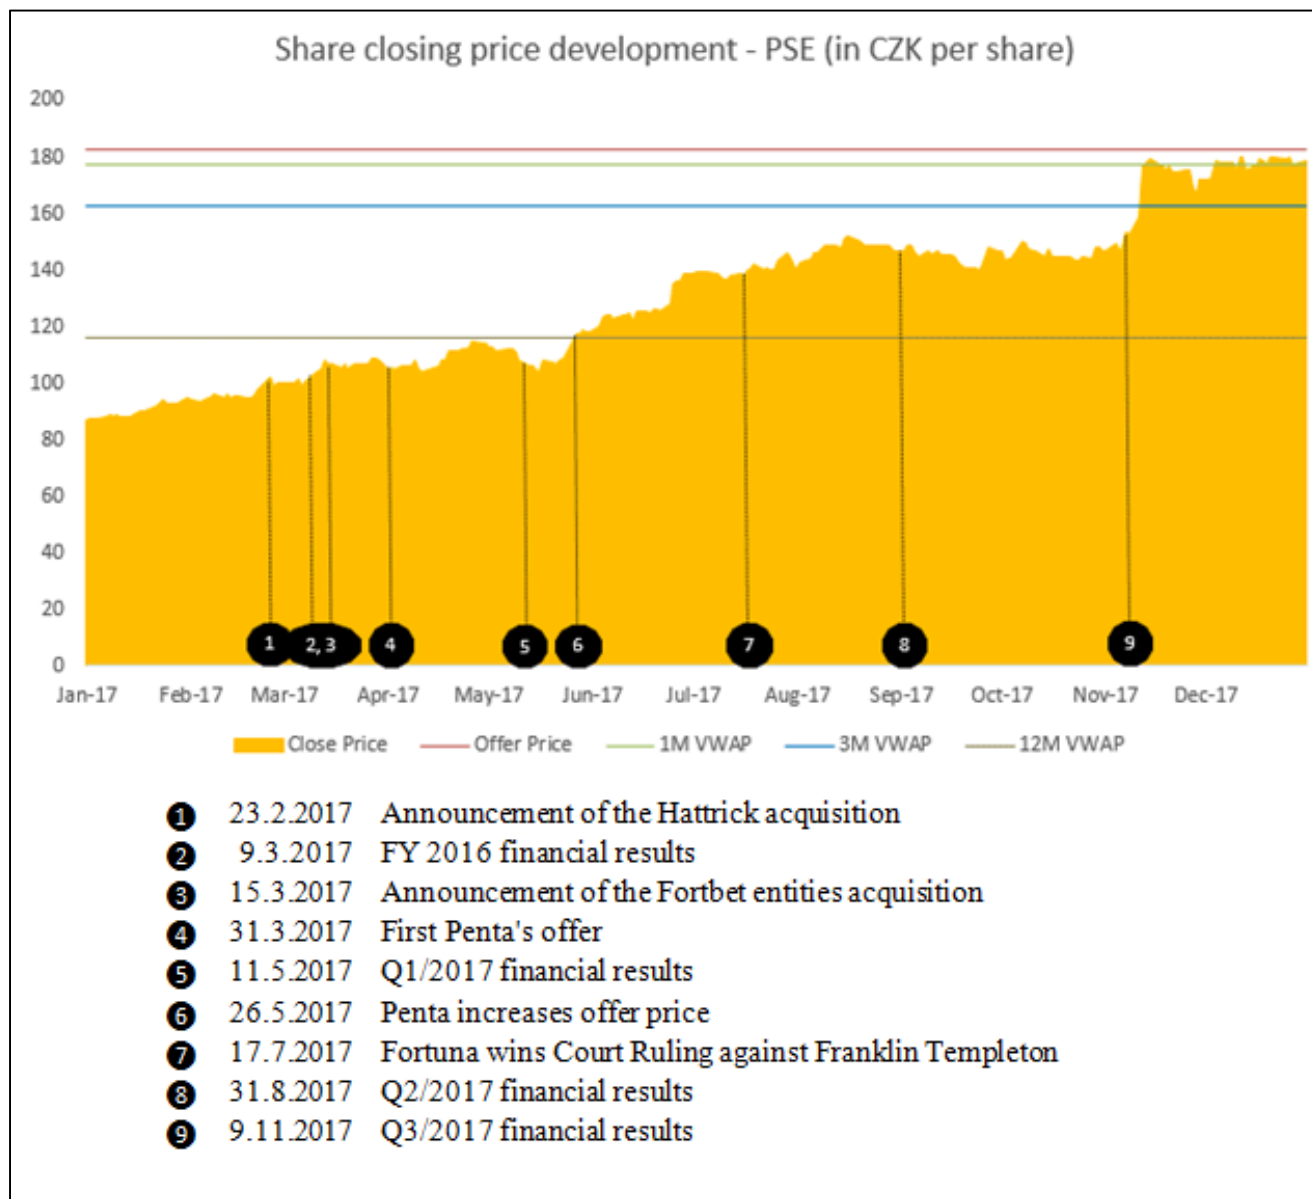 Share closing price development - PSE (in CZK per share)
200
180
160
140
120
100
80
60
40
20
0
1 2, 3 4 5 6 7 8 9
Jan-17 Feb-17 Mar-17 Apr-17 May-17 Jun-17 Jul-17 Aug-17 Sep-17 Oct-17 Nov-17 Dec-17
Close Price Offer Price 1M VWAP 3M VWAP 12M VWAP
1 23.2.2017 Announcement of the Hattrick acquisition
2 9.3.2017 FY 2016 financial results
3 15.3.2017 Announcement of the Fortbet entities acquisition
4 31.3.2017 First Penta's offer
5 11.5.2017 Q1/2017 financial results
6 26.5.2017 Penta increases offer price
7 17.7.2017 Fortuna wins Court Ruling against Franklin Templeton
8 31.8.2017 Q2/2017 financial results
9 9.11.2017 Q3/2017 financial results